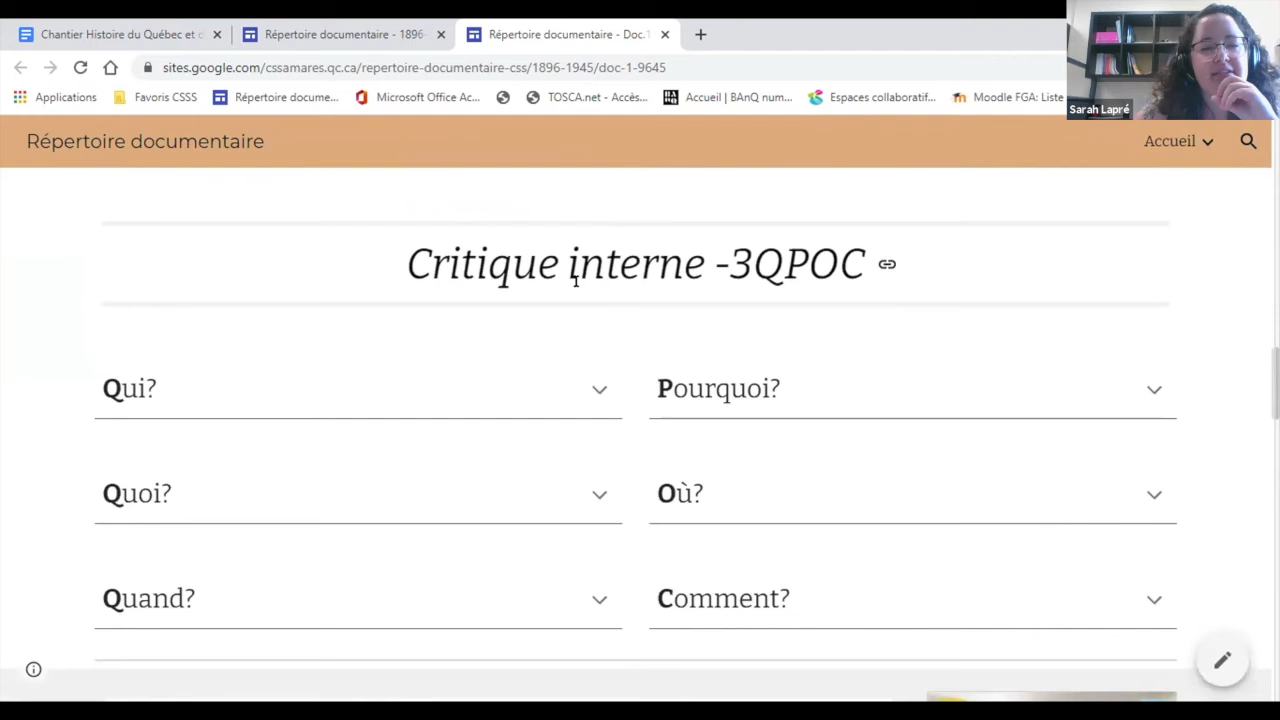 Chantier Histoire du Québec et d
Répertoire documentaire - 1896-
Répertoire documentaire - Doc.1
sites.google.com/cssamares.qc.ca/repertoire-documentaire-css/1896-1945/doc-1-9645
Applications
Favoris CSSS
Répertoire docume...
Microsoft Office Ac...
TOSCA.net - Accès...
Accueil | BAnQ num...
Espaces collaboratif...
Moodle FGA: Liste
Sarah Lapré
Répertoire documentaire
Accueil
Critique interne -3QPOC
Qui?
Pourquoi?
Quoi?
Où?
Quand?
Comment?